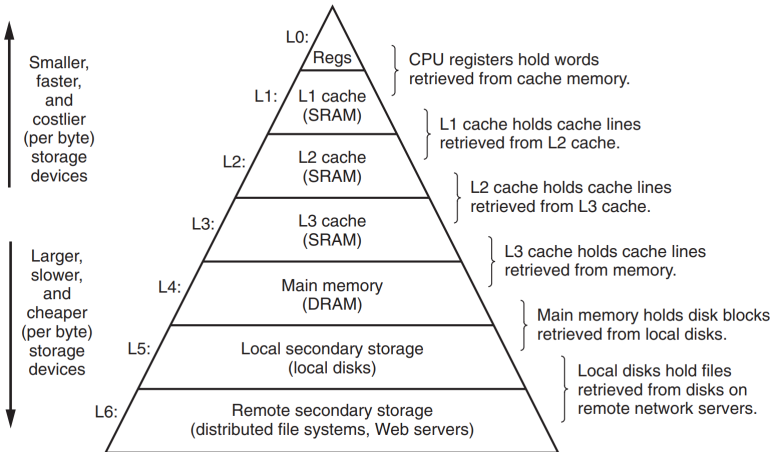 Smaller,
faster,
and
costlier
(per byte)
storage
devices
Larger,
slower,
and
cheaper
(per byte)
storage
devices
L0:
Regs
L1:
L1 cache
(SRAM)
L2:
L2 cache
(SRAM)
L3:
L3 cache
(SRAM)
L4:
Main memory
(DRAM)
L5:
Local secondary storage
(local disks)
L6:
Remote secondary storage
(distributed file systems, Web servers)
CPU registers hold words
retrieved from cache memory.
L1 cache holds cache lines
retrieved from L2 cache.
L2 cache holds cache lines
retrieved from L3 cache.
L3 cache holds cache lines
retrieved from memory.
Main memory holds disk blocks
retrieved from local disks.
Local disks hold files
retrieved from disks on
remote network servers.